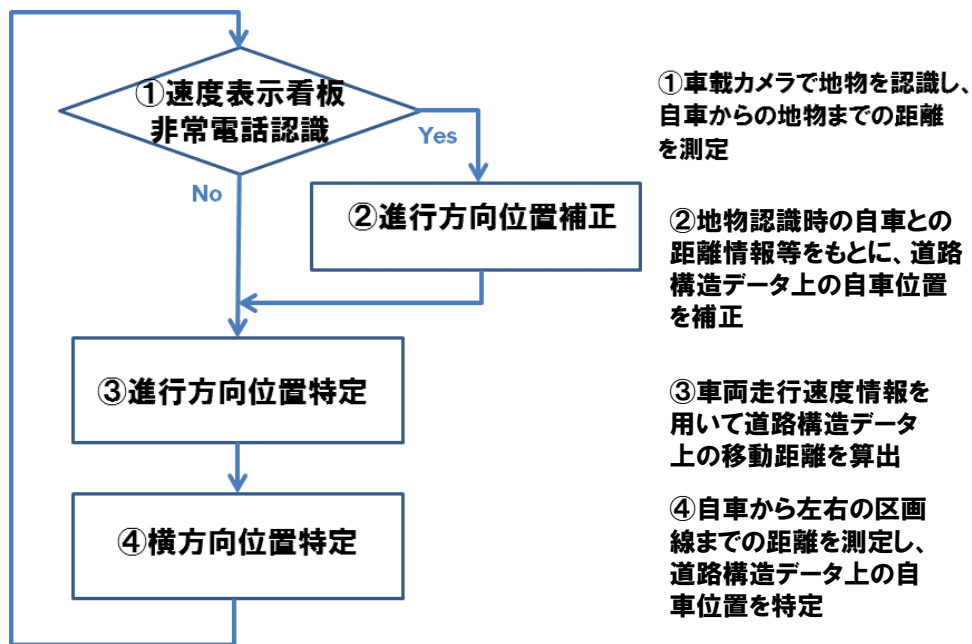 ①速度表示看板
非常電話認識
Yes
No
②進行方向位置補正
③進行方向位置特定
④横方向位置特定
①車載カメラで地物を認識し、
自車からの地物までの距離
を測定
②地物認識時の自車との
距離情報等をもとに、道路
構造データ上の自車位置
を補正
③車両走行速度情報を
用いて道路構造データ
上の移動距離を算出
④自車から左右の区画
線までの距離を測定し、
道路構造データ上の自
車位置を特定